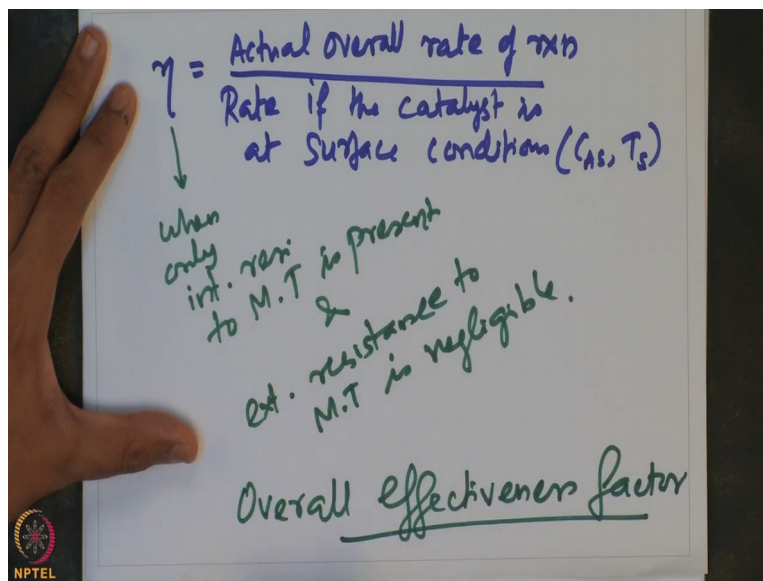 η = Actual overall rate of rxn
Rate if the catalyst is
at surface conditions (CAS, TS)
when
only
int. resi
to M.T is present
&
ext. resistance to
M.T is negligible.
Overall effectiveness factor
NPTEL